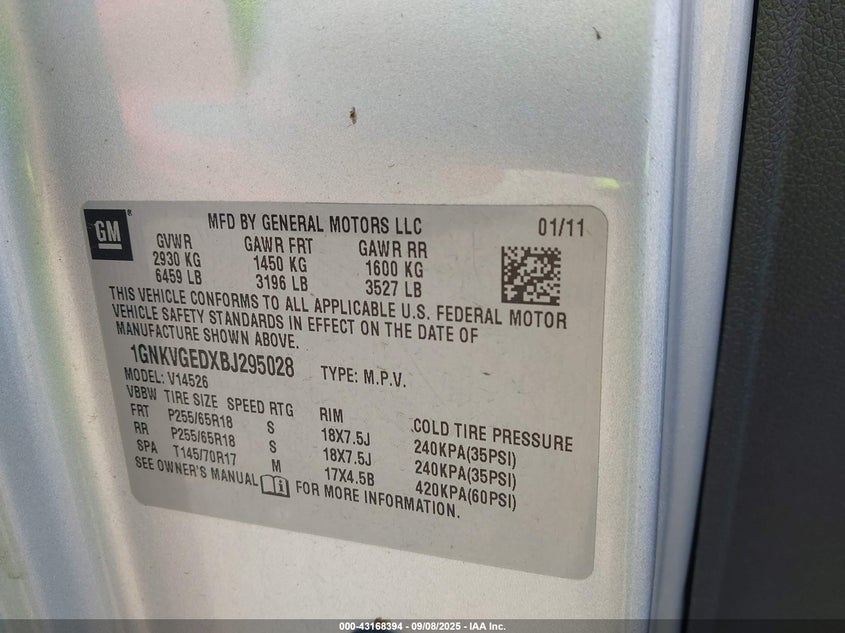 GM ®
MFD BY GENERAL MOTORS LLC 01/11
GVWR GAWR FRT GAWR RR
2930 KG 1450 KG 1600 KG
6459 LB 3196 LB 3527 LB
THIS VEHICLE CONFORMS TO ALL APPLICABLE U.S. FEDERAL MOTOR
VEHICLE SAFETY STANDARDS IN EFFECT ON THE DATE OF
MANUFACTURE SHOWN ABOVE.
1GNKVGEDXBJ295028 TYPE: M.P.V.
MODEL: V14526
VBBW TIRE SIZE SPEED RTG RIM COLD TIRE PRESSURE
FRT P255/65R18 S 18X7.5J 240KPA(35PSI)
RR P255/65R18 S 18X7.5J 240KPA(35PSI)
SPA T145/70R17 M 17X4.5B 420KPA(60PSI)
SEE OWNER'S MANUAL FOR MORE INFORMATION.
000-43168394 - 09/08/2025 - IAA Inc.